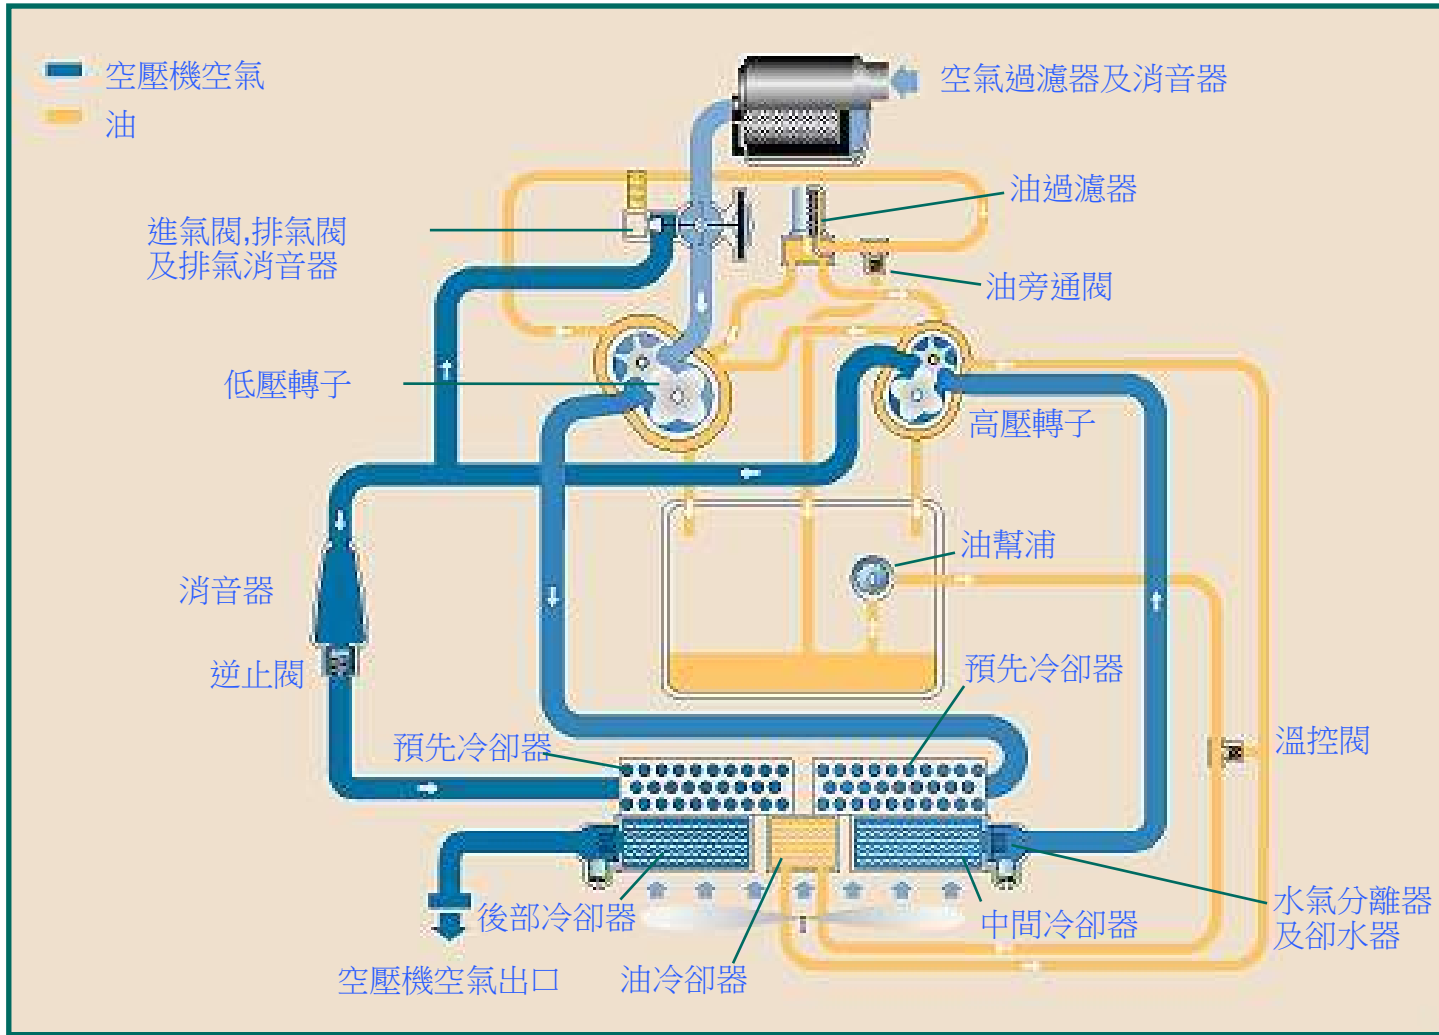 空壓機空氣
油
空氣過濾器及消音器
油過濾器
進氣閥,排氣閥
及排氣消音器
油旁通閥
低壓轉子
高壓轉子
油幫浦
消音器
逆止閥
預先冷卻器
預先冷卻器
溫控閥
後部冷卻器
中間冷卻器
水氣分離器
及卻水器
空壓機空氣出口
油冷卻器